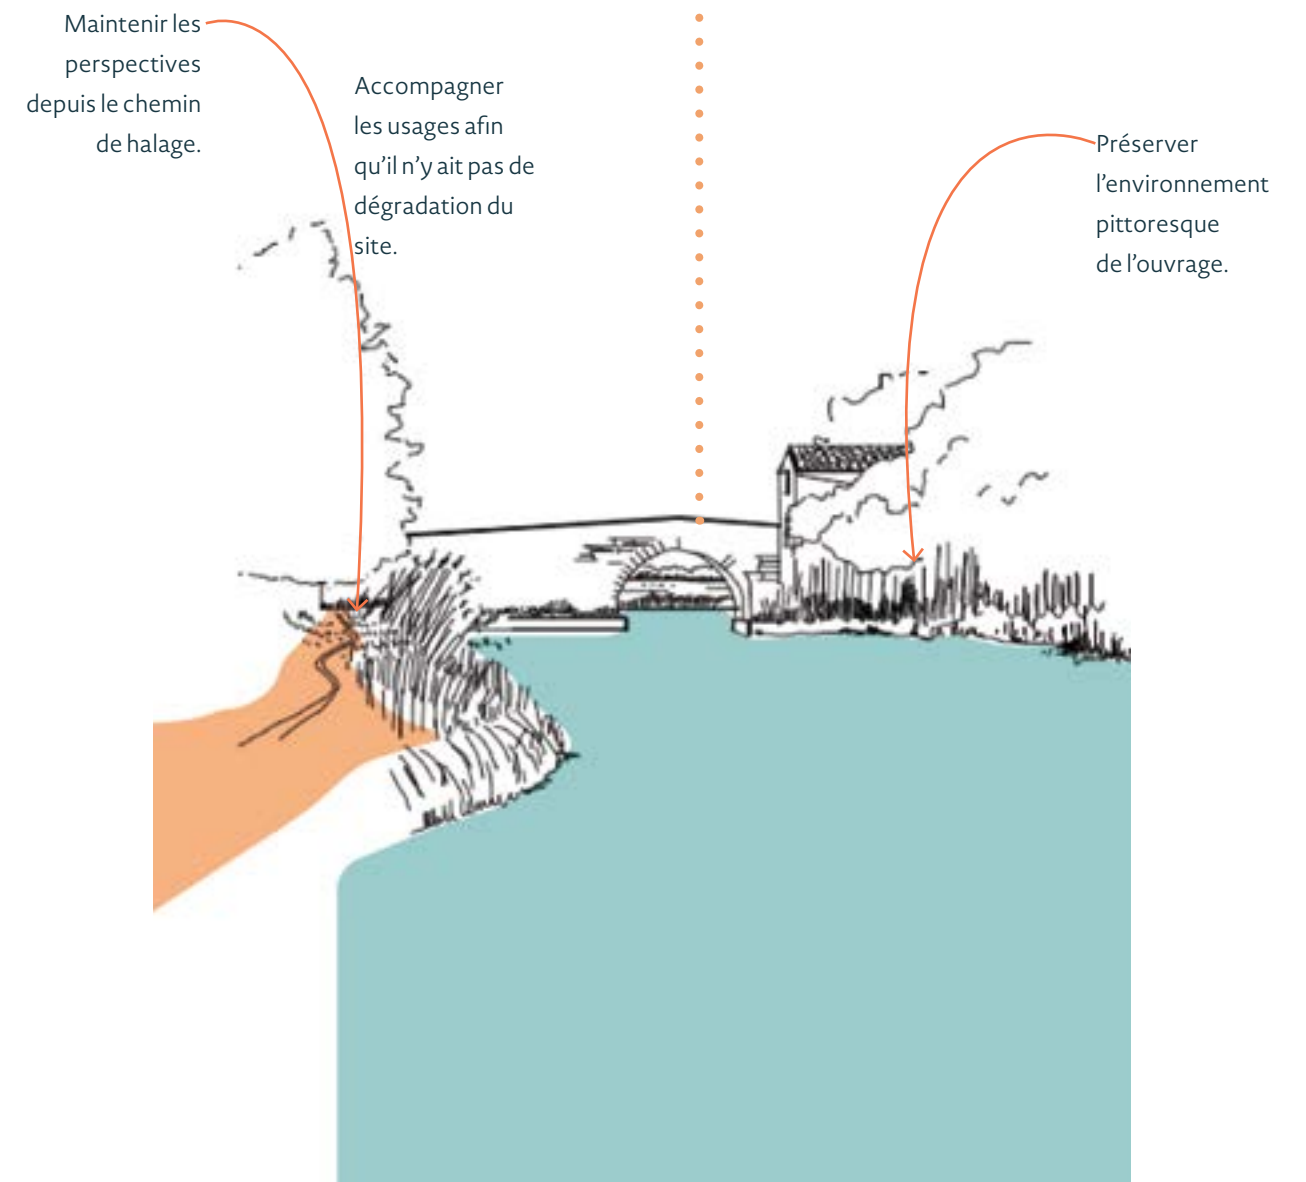 Maintenir les
perspectives
depuis le chemin
de halage.
Accompagner
les usages afin
qu’il n’y ait pas de
dégradation du
site.
Préserver
l’environnement
pittoresque
de l’ouvrage.